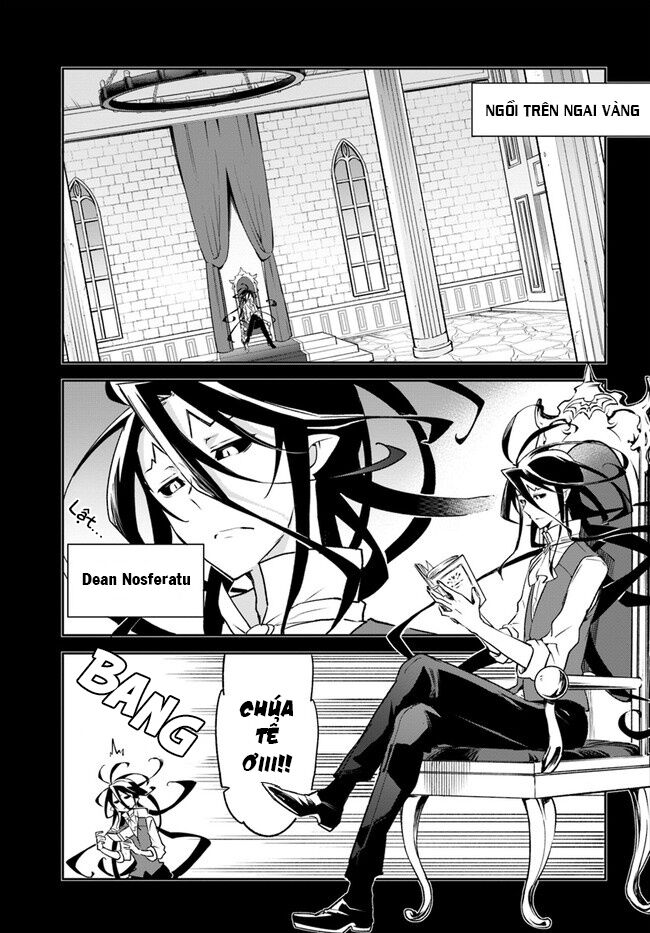 NGỒI TRÊN NGAI VÀNG
Lật...
Dean Nosferatu
BANG
CHÚA
TỂ
ƠIII!!